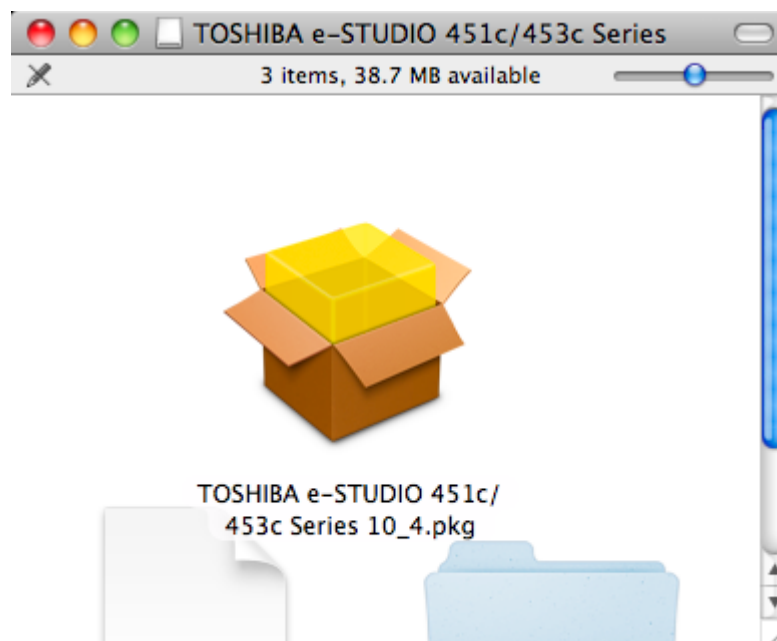 TOSHIBA e-STUDIO 451c/453c Series
3 items, 38.7 MB available
TOSHIBA e-STUDIO 451c/
453c Series 10_4.pkg